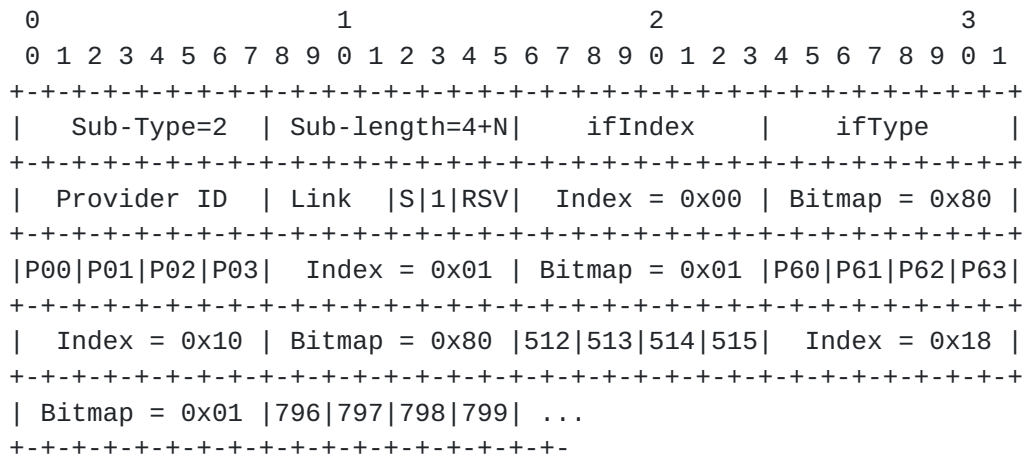 0                   1                   2                   3
 0 1 2 3 4 5 6 7 8 9 0 1 2 3 4 5 6 7 8 9 0 1 2 3 4 5 6 7 8 9 0 1
+-+-+-+-+-+-+-+-+-+-+-+-+-+-+-+-+-+-+-+-+-+-+-+-+-+-+-+-+-+-+-+-+
|   Sub-Type=2  | Sub-length=4+N|    ifIndex    |    ifType     |
+-+-+-+-+-+-+-+-+-+-+-+-+-+-+-+-+-+-+-+-+-+-+-+-+-+-+-+-+-+-+-+-+
|  Provider ID  | Link  |S|1|RSV|  Index = 0x00 | Bitmap = 0x80 |
+-+-+-+-+-+-+-+-+-+-+-+-+-+-+-+-+-+-+-+-+-+-+-+-+-+-+-+-+-+-+-+-+
|P00|P01|P02|P03|  Index = 0x01 | Bitmap = 0x01 |P60|P61|P62|P63|
+-+-+-+-+-+-+-+-+-+-+-+-+-+-+-+-+-+-+-+-+-+-+-+-+-+-+-+-+-+-+-+-+
|  Index = 0x10 | Bitmap = 0x80 |512|513|514|515|  Index = 0x18 |
+-+-+-+-+-+-+-+-+-+-+-+-+-+-+-+-+-+-+-+-+-+-+-+-+-+-+-+-+-+-+-+-+
| Bitmap = 0x01 |796|797|798|799| ...
+-+-+-+-+-+-+-+-+-+-+-+-+-+-+-+-+-+-